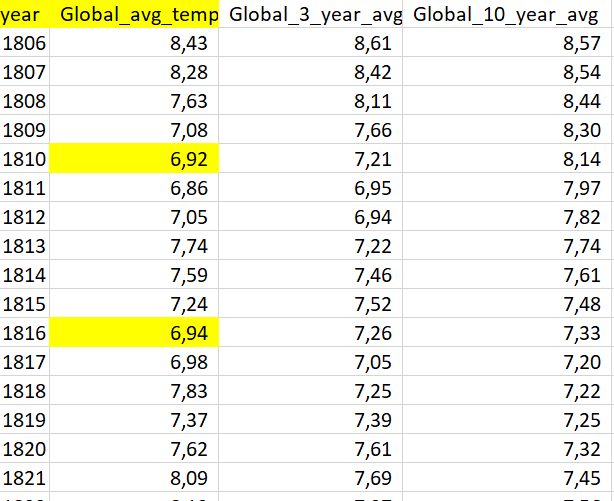 year Global_avg_temp Global_3_year_avg Global_10_year_avg
1806 8,43 8,61 8,57
1807 8,28 8,42 8,54
1808 7,63 8,11 8,44
1809 7,08 7,66 8,30
1810 6,92 7,21 8,14
1811 6,86 6,95 7,97
1812 7,05 6,94 7,82
1813 7,74 7,22 7,74
1814 7,59 7,46 7,61
1815 7,24 7,52 7,48
1816 6,94 7,26 7,33
1817 6,98 7,05 7,20
1818 7,83 7,25 7,22
1819 7,37 7,39 7,25
1820 7,62 7,61 7,32
1821 8,09 7,69 7,45